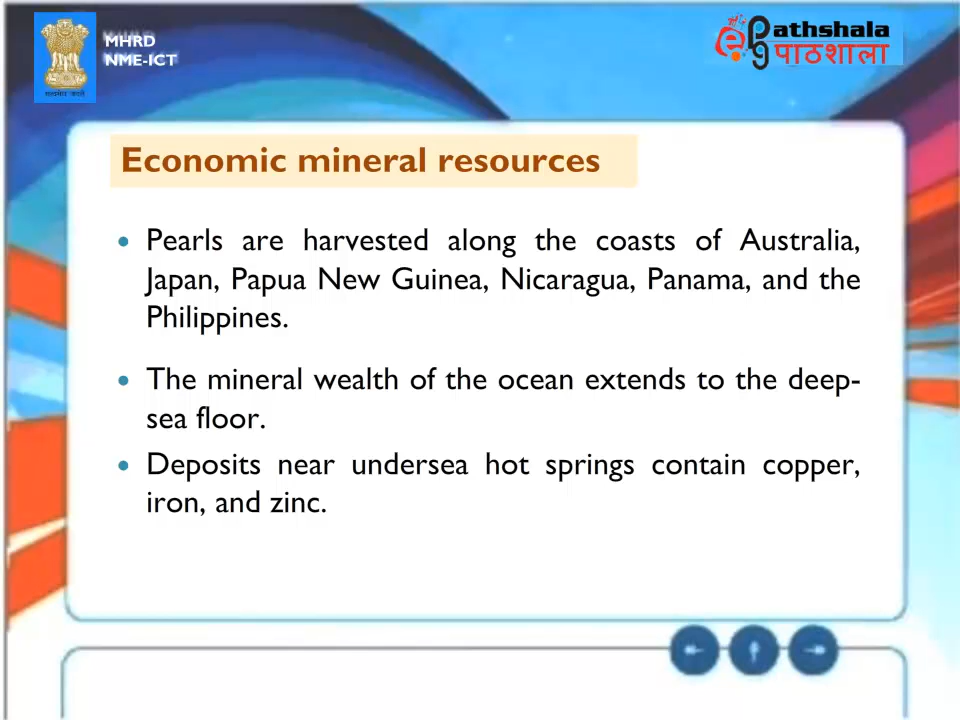 MHRD
NME-ICT
ePathshala
पाठशाला
Economic mineral resources
• Pearls are harvested along the coasts of Australia,
Japan, Papua New Guinea, Nicaragua, Panama, and the
Philippines.
• The mineral wealth of the ocean extends to the deep-
sea floor.
• Deposits near undersea hot springs contain copper,
iron, and zinc.